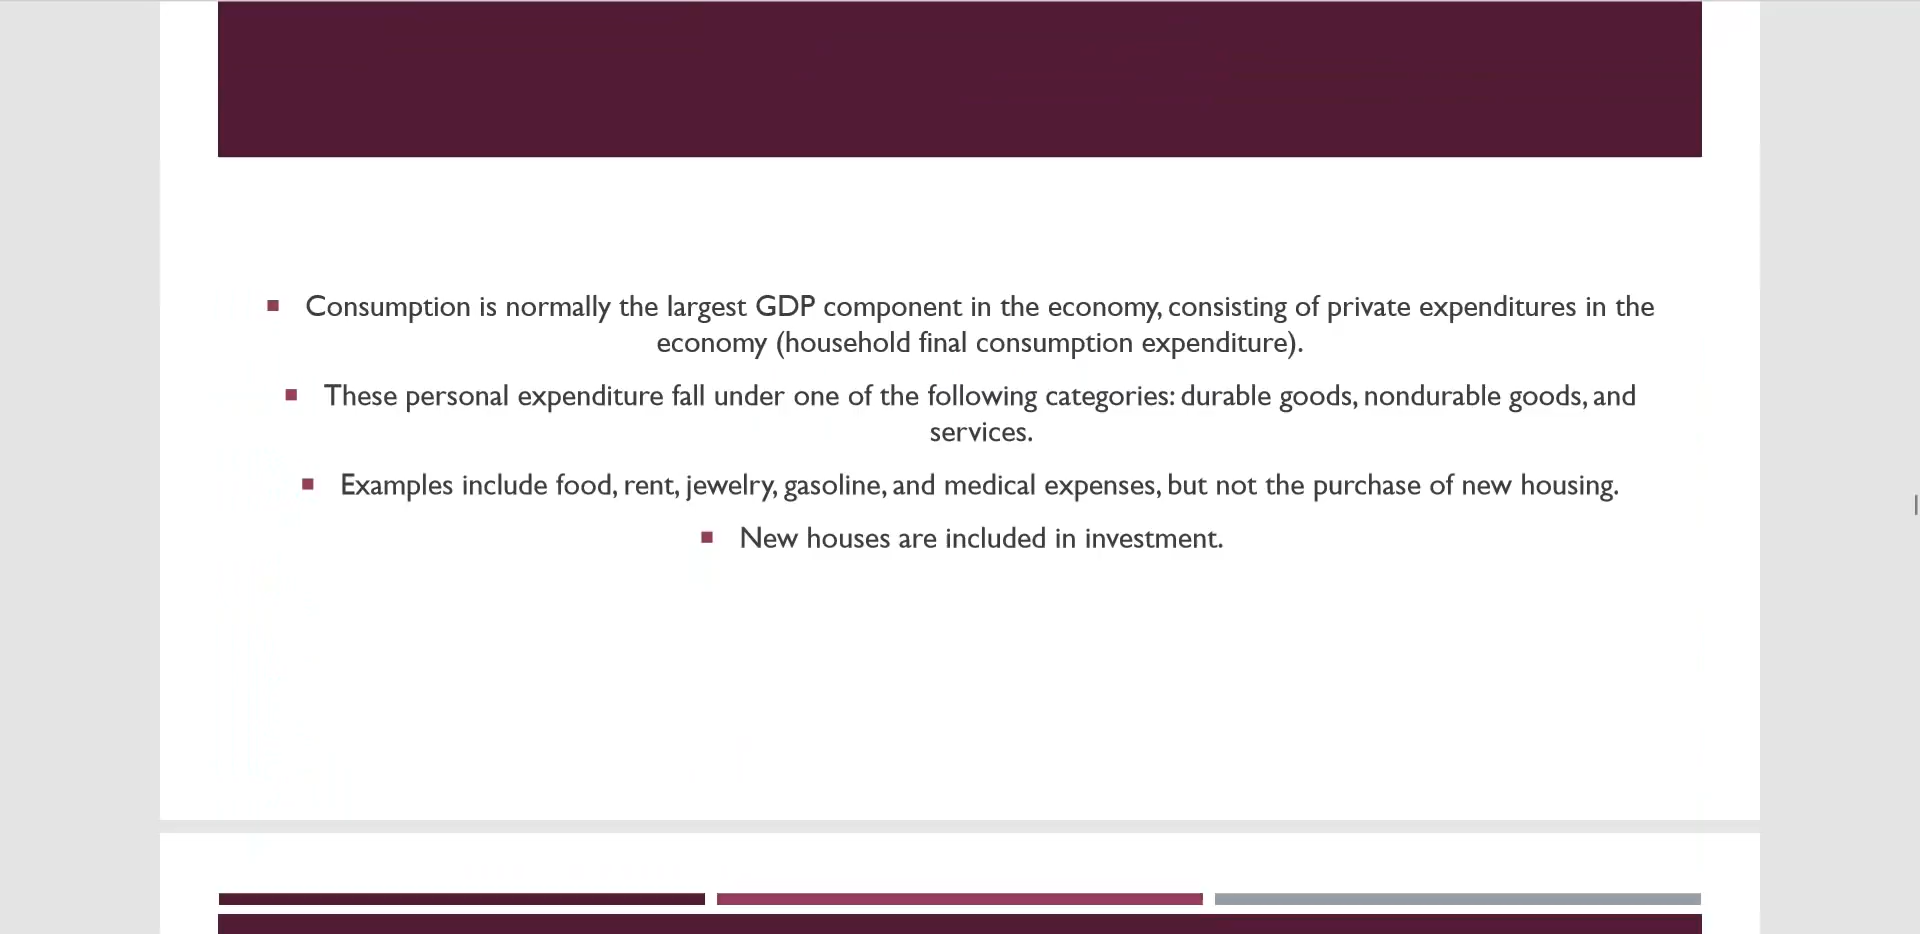 ▪ Consumption is normally the largest GDP component in the economy, consisting of private expenditures in the
economy (household final consumption expenditure).
▪ These personal expenditure fall under one of the following categories: durable goods, nondurable goods, and
services.
▪ Examples include food, rent, jewelry, gasoline, and medical expenses, but not the purchase of new housing.
▪ New houses are included in investment.